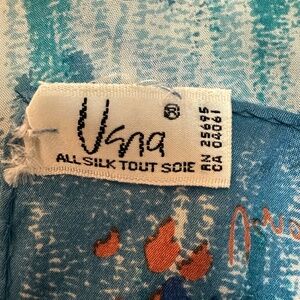 Vera ®
ALL SILK TOUT SOIE
RN 25695
CA 04061